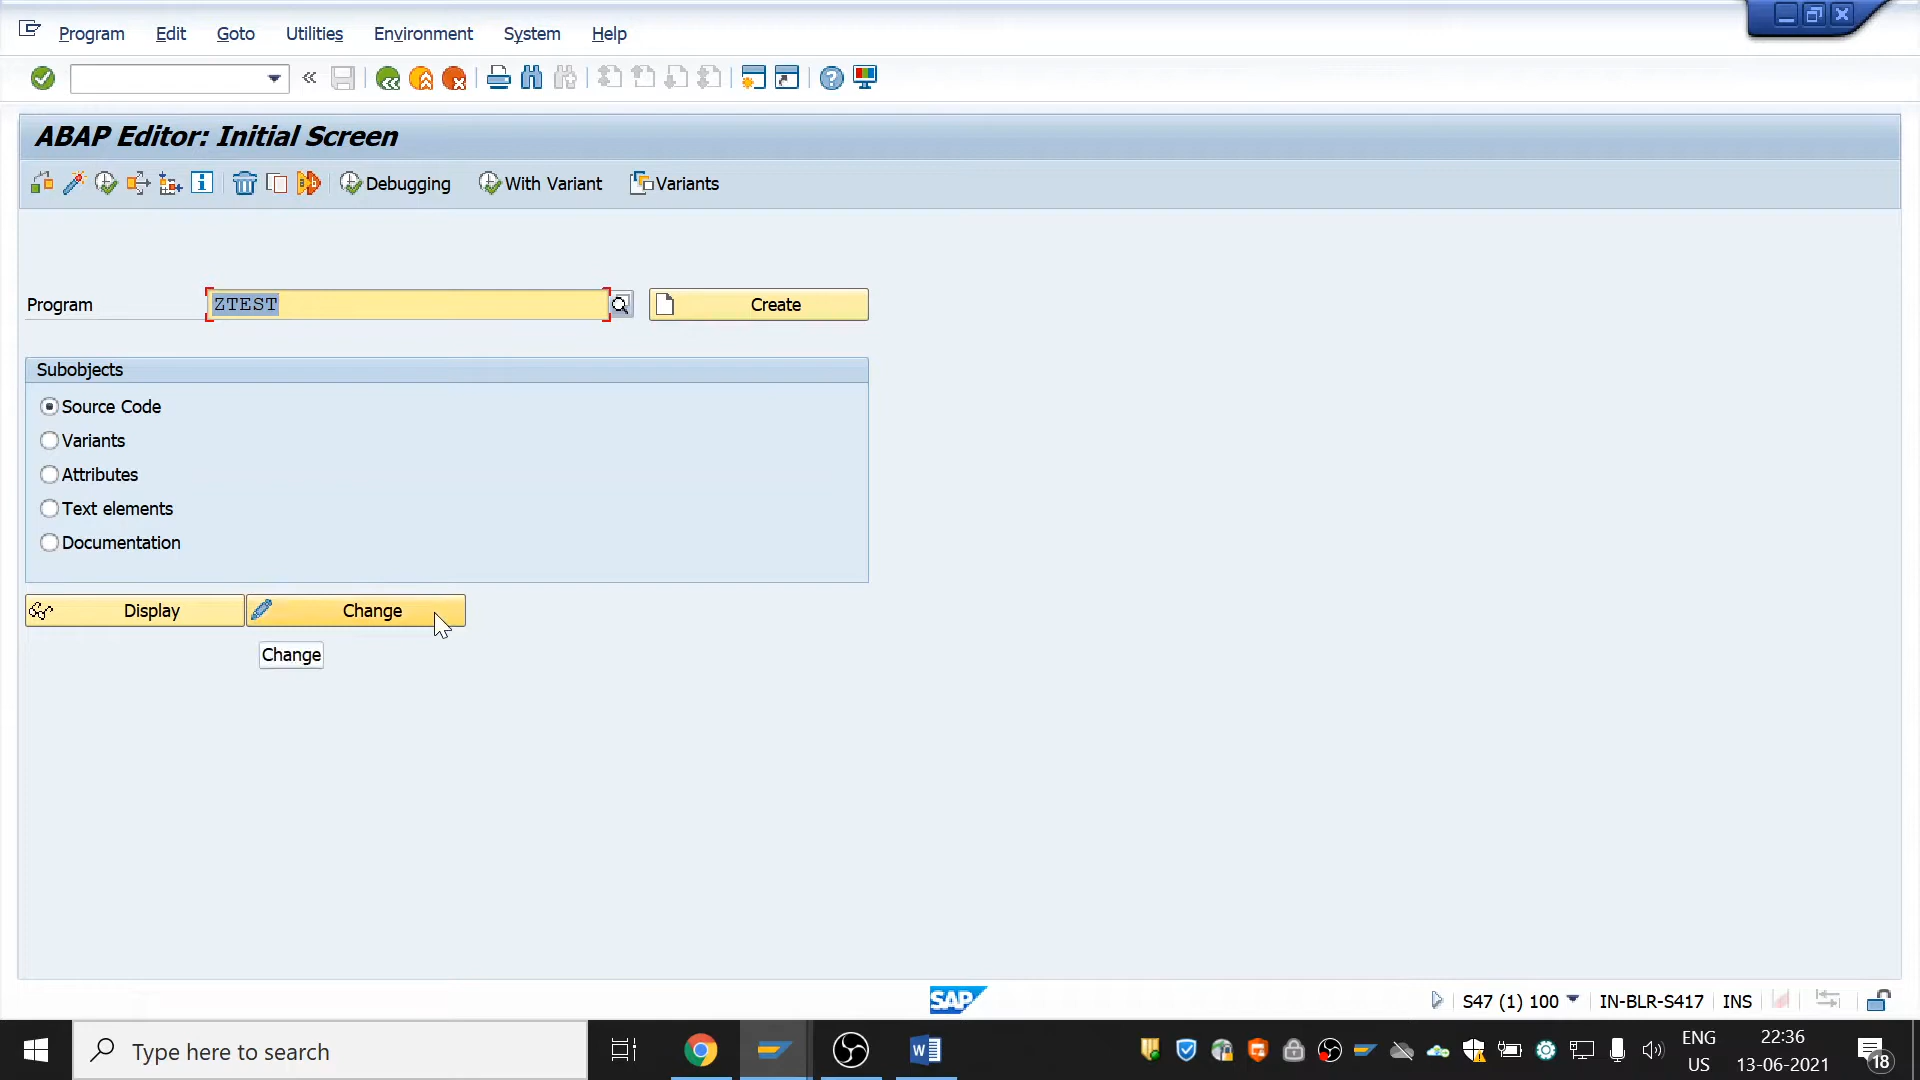 Program Edit Goto Utilities Environment System Help
ABAP Editor: Initial Screen
Debugging With Variant Variants
Program ZTEST Create
Subobjects
Source Code
Variants
Attributes
Text elements
Documentation
Display Change
Change
SAP S47 (1) 100 IN-BLR-S417 INS
Type here to search
ENG
US
22:36
13-06-2021
18